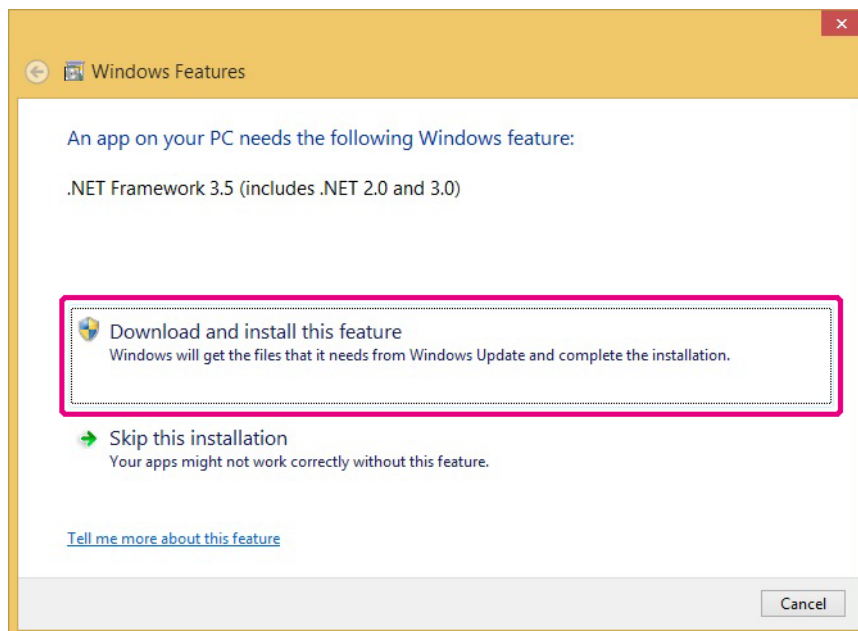 Windows Features
An app on your PC needs the following Windows feature:
.NET Framework 3.5 (includes .NET 2.0 and 3.0)
Download and install this feature
Windows will get the files that it needs from Windows Update and complete the installation.
Skip this installation
Your apps might not work correctly without this feature.
Tell me more about this feature
Cancel